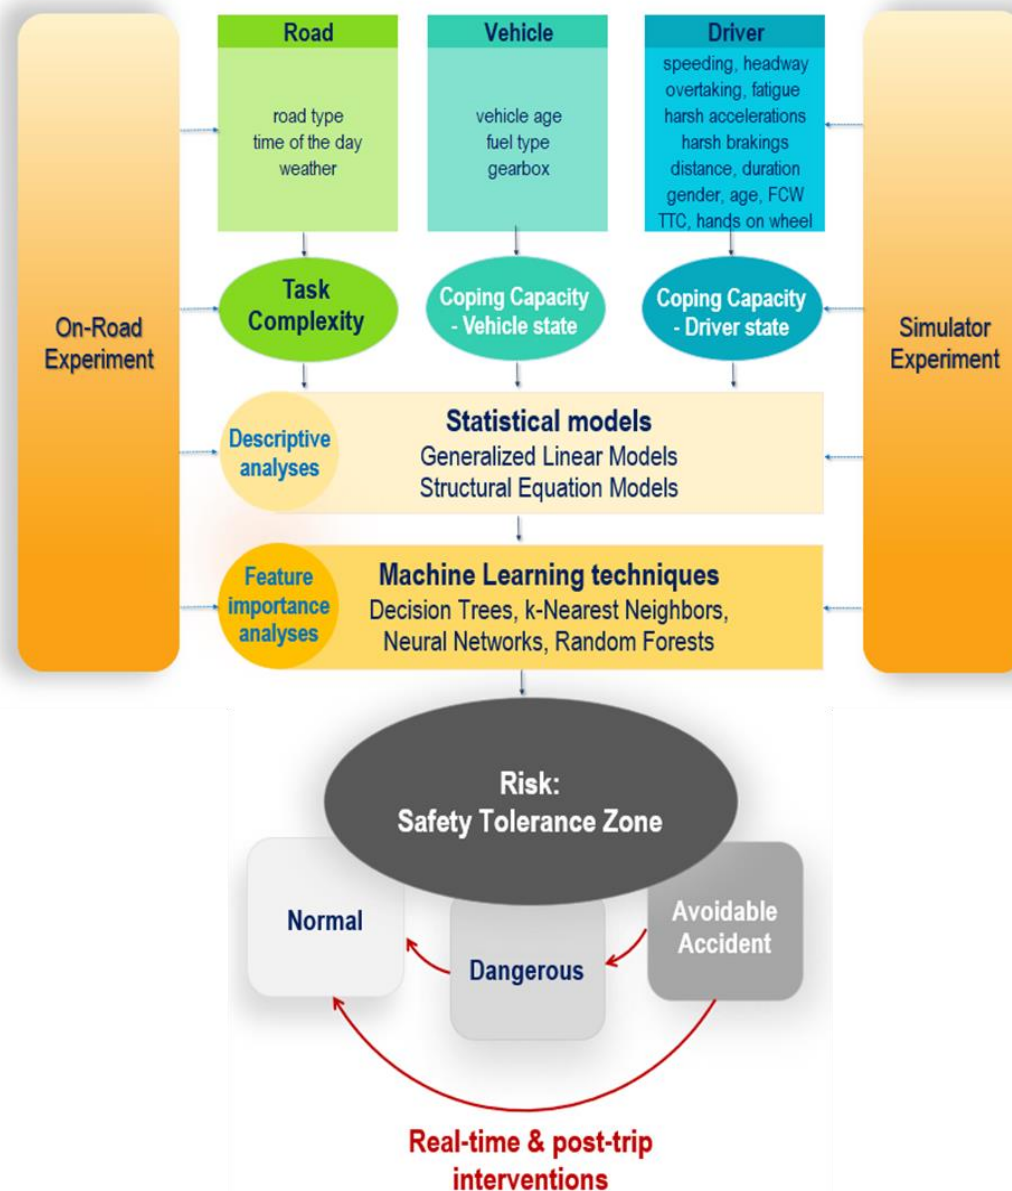 On-Road
Experiment
Road
road type
time of the day
weather
Vehicle
vehicle age
fuel type
gearbox
Driver
speeding, headway
overtaking, fatigue
harsh accelerations
harsh brakings
distance, duration
gender, age, FCW
TTC, hands on wheel
Simulator
Experiment
Task
Complexity
Coping Capacity
- Vehicle state
Coping Capacity
- Driver state
Descriptive
analyses
Statistical models
Generalized Linear Models
Structural Equation Models
Feature
importance
analyses
Machine Learning techniques
Decision Trees, k-Nearest Neighbors,
Neural Networks, Random Forests
Risk:
Safety Tolerance Zone
Normal
Dangerous
Avoidable
Accident
Real-time & post-trip
interventions